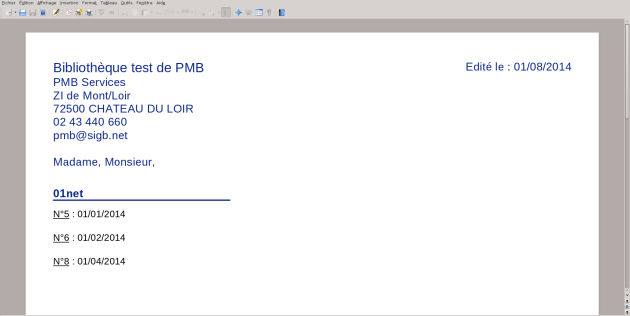 Fichier Édition Affichage Insertion Format Tableau Outils Fenêtre Aide
Bibliothèque test de PMB
Edité le : 01/08/2014
PMB Services
ZI de Mont/Loir
72500 CHATEAU DU LOIR
02 43 440 660
pmb@sigb.net
Madame, Monsieur,
01net
N°5 : 01/01/2014
N°6 : 01/02/2014
N°8 : 01/04/2014